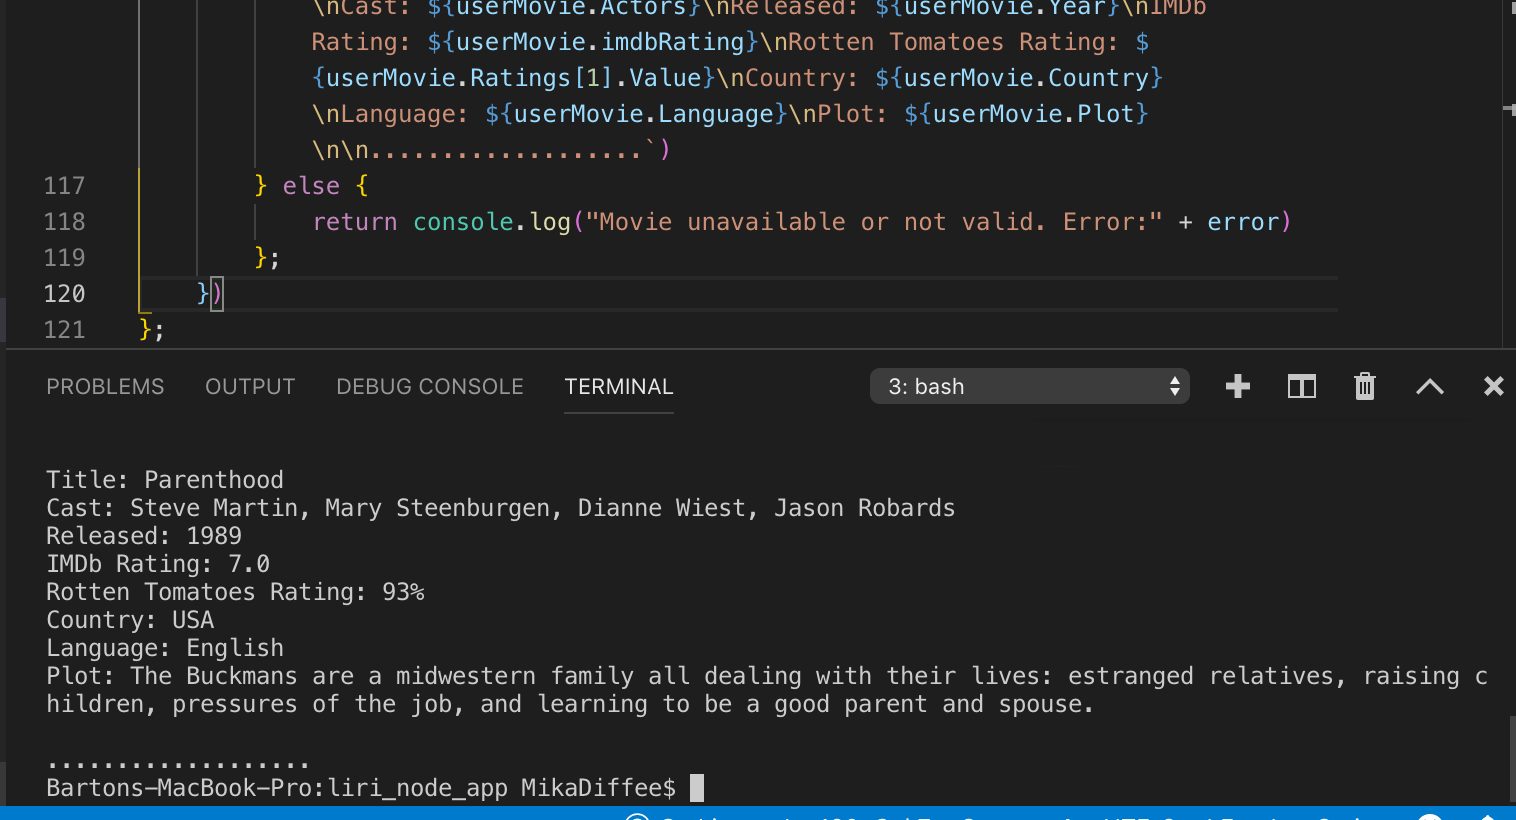 \nCast: ${userMovie.Actors}\nReleased: ${userMovie.Year}\nIMDb
Rating: ${userMovie.imdbRating}\nRotten Tomatoes Rating: $
{userMovie.Ratings[1].Value}\nCountry: ${userMovie.Country}
\nLanguage: ${userMovie.Language}\nPlot: ${userMovie.Plot}
\n\n...................`)
117 } else {
118 return console.log("Movie unavailable or not valid. Error:" + error)
119 };
120 })
121 };
PROBLEMS OUTPUT DEBUG CONSOLE TERMINAL 3: bash
Title: Parenthood
Cast: Steve Martin, Mary Steenburgen, Dianne Wiest, Jason Robards
Released: 1989
IMDb Rating: 7.0
Rotten Tomatoes Rating: 93%
Country: USA
Language: English
Plot: The Buckmans are a midwestern family all dealing with their lives: estranged relatives, raising c
hildren, pressures of the job, and learning to be a good parent and spouse.
...................
Bartons-MacBook-Pro:liri_node_app MikaDiffee$